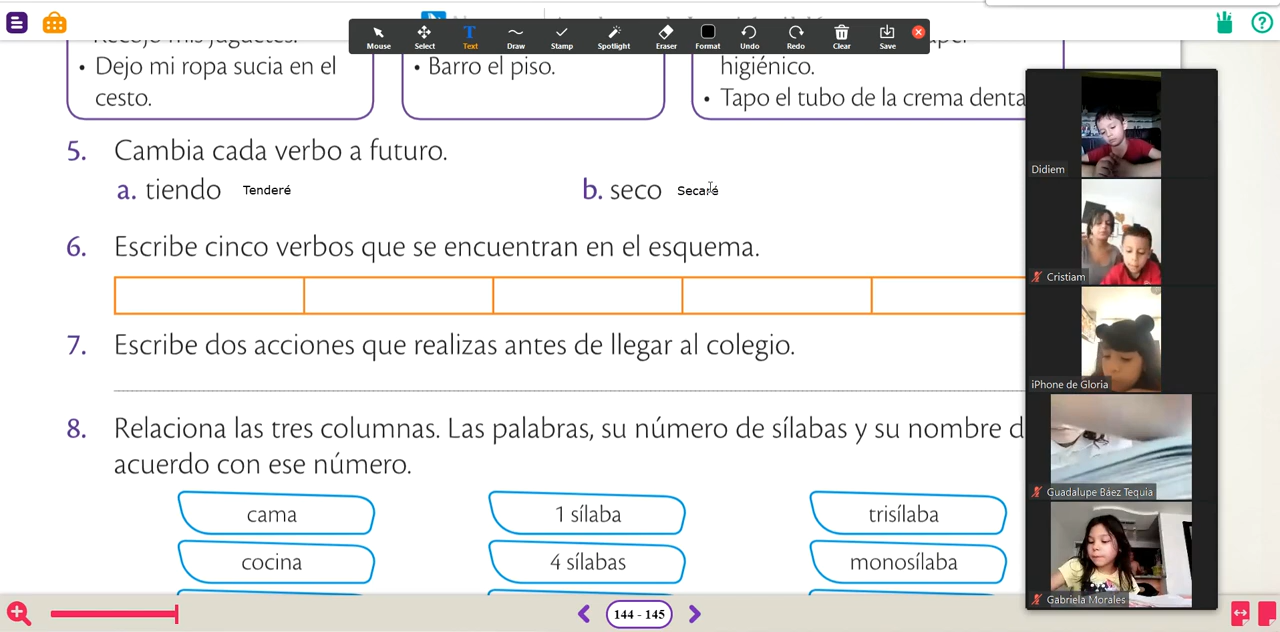 Mouse Select Text Draw Stamp Spotlight Eraser Format Undo Redo Clear Save
• Dejo mi ropa sucia en el
cesto.
• Barro el piso.
higiénico.
• Tapo el tubo de la crema denta
5. Cambia cada verbo a futuro.
a. tiendo Tenderé
b. seco Secaré
6. Escribe cinco verbos que se encuentran en el esquema.
7. Escribe dos acciones que realizas antes de llegar al colegio.
8. Relaciona las tres columnas. Las palabras, su número de sílabas y su nombre d
acuerdo con ese número.
cama 1 sílaba trisílaba
cocina 4 sílabas monosílaba
Didiem
Cristiam
iPhone de Gloria
Guadalupe Báez Tequia
Gabriela Morales
144 - 145